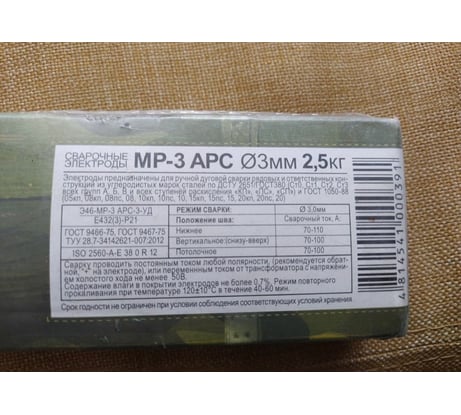 СВАРОЧНЫЕ
ЭЛЕКТРОДЫ МР-3 АРС Ø3мм 2,5кг
Электроды предназначены для ручной дуговой сварки рядовых и ответственных конст-
рукций из углеродистых марок сталей по ДСТУ 2651/ГОСТ380 (Ст0, Ст1, Ст2, Ст3
всех групп А, Б, В и всех степеней раскисления «КП», «ПС», «СП») и ГОСТ 1050-88
(05кп, 08кп, 08пс, 08, 10кп, 10пс, 10, 15кп, 15пс, 15, 20кп, 20пс, 20)
Э46-МР-3 АРС-3-УД
Е432(3)-Р21
ГОСТ 9466-75, ГОСТ 9467-75
ТУУ 28.7-34142621-007:2012
ISO 2560-A-E 38 0 R 12
РЕЖИМ СВАРКИ: Ø 3,0мм
Положение шва: Сварочный ток, А:
Нижнее 70-110
Вертикальное (снизу-вверх) 70-100
Потолочное 70-100
Сварку проводить постоянным током любой полярности, (рекомендуется обрат-
ной, "+" на электроде), или переменным током от трансформатора с напряжени-
ем холостого хода не менее 50В.
Содержание влаги в покрытии электродов не более 0,7%. Режим повторного
прокаливания при температуре 120±10°С в течение 40-60 мин.
Срок годности не ограничен при условии соблюдения соответствующих условий хранения.
4 814541 000397